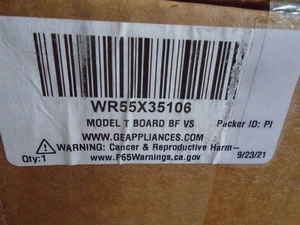 WR55X35106
MODEL T BOARD BF VS Packer ID: PI
WWW.GEAPPLIANCES.COM
WARNING: Cancer & Reproductive Harm-
Qty:1 www.P65Warnings.ca.gov 9/23/21